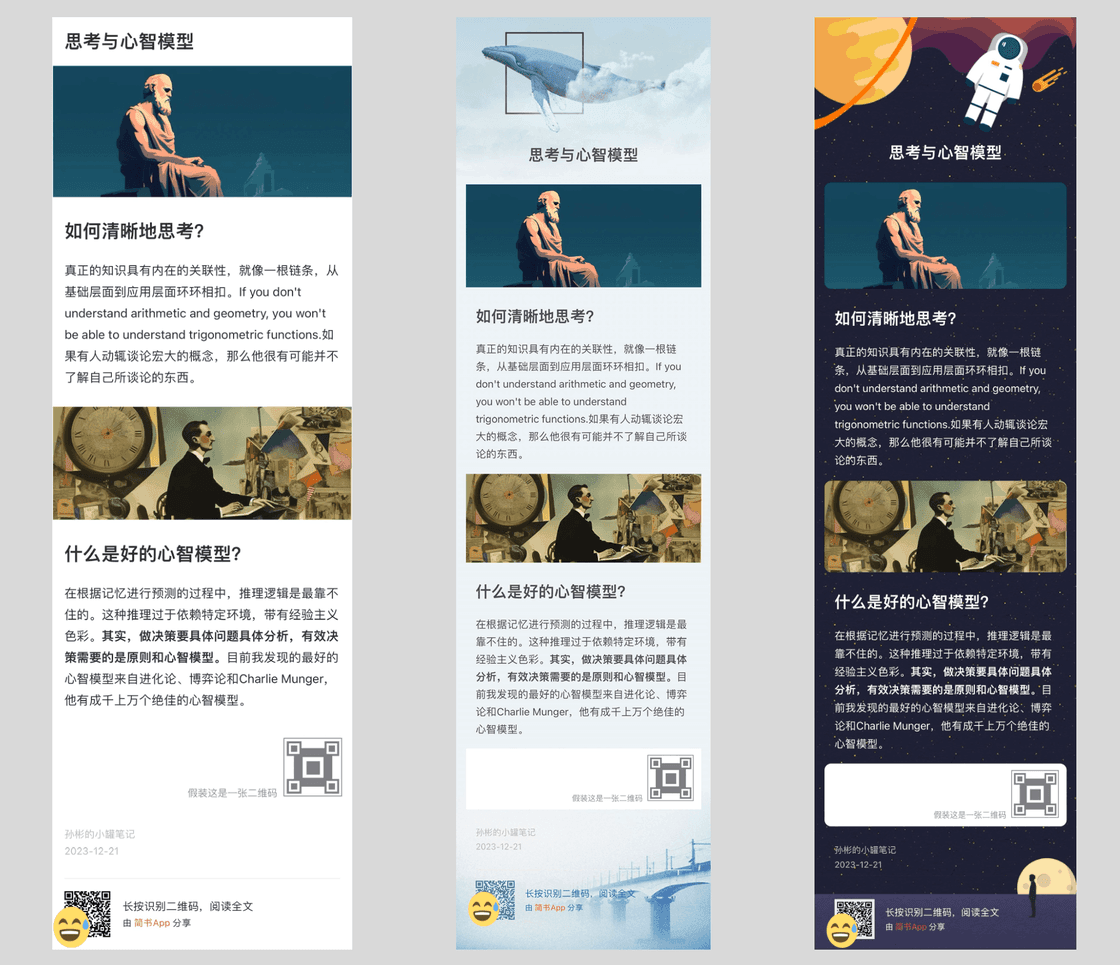 思考与心智模型
如何清晰地思考?
真正的知识具有内在的关联性，就像一根链条，从
基础层面到应用层面环环相扣。If you don't
understand arithmetic and geometry, you won't
be able to understand trigonometric functions.如
果有人动辄谈论宏大的概念，那么他很有可能并不
了解自己所谈论的东西。
什么是好的心智模型?
在根据记忆进行预测的过程中，推理逻辑是最靠不
住的。这种推理过于依赖特定环境，带有经验主义
色彩。其实，做决策要具体问题具体分析，有效决
策需要的是原则和心智模型。目前我发现的最好的
心智模型来自进化论、博弈论和Charlie Munger，
他有成千上万个绝佳的心智模型。
假装这是一张二维码
孙彬的小罐笔记
2023-12-21
长按识别二维码，阅读全文
由 简书App 分享
思考与心智模型
如何清晰地思考?
真正的知识具有内在的关联性，就像一根链
条，从基础层面到应用层面环环相扣。If you
don't understand arithmetic and geometry,
you won't be able to understand
trigonometric functions.如果有人动辄谈论宏
大的概念，那么他很有可能并不了解自己所谈
论的东西。
什么是好的心智模型?
在根据记忆进行预测的过程中，推理逻辑是最
靠不住的。这种推理过于依赖特定环境，带有
经验主义色彩。其实，做决策要具体问题具体
分析，有效决策需要的是原则和心智模型。目
前我发现的最好的心智模型来自进化论、博弈
论和Charlie Munger，他有成千上万个绝佳的
心智模型。
假装这是一张二维码
孙彬的小罐笔记
2023-12-21
长按识别二维码，阅读全文
由 简书App 分享
思考与心智模型
如何清晰地思考?
真正的知识具有内在的关联性，就像一根链
条，从基础层面到应用层面环环相扣。If you
don't understand arithmetic and geometry,
you won't be able to understand
trigonometric functions.如果有人动辄谈论宏
大的概念，那么他很有可能并不了解自己所谈
论的东西。
什么是好的心智模型?
在根据记忆进行预测的过程中，推理逻辑是最
靠不住的。这种推理过于依赖特定环境，带有
经验主义色彩。其实，做决策要具体问题具体
分析，有效决策需要的是原则和心智模型。目
前我发现的最好的心智模型来自进化论、博弈
论和Charlie Munger，他有成千上万个绝佳的
心智模型。
假装这是一张二维码
孙彬的小罐笔记
2023-12-21
长按识别二维码，阅读全文
由 简书App 分享